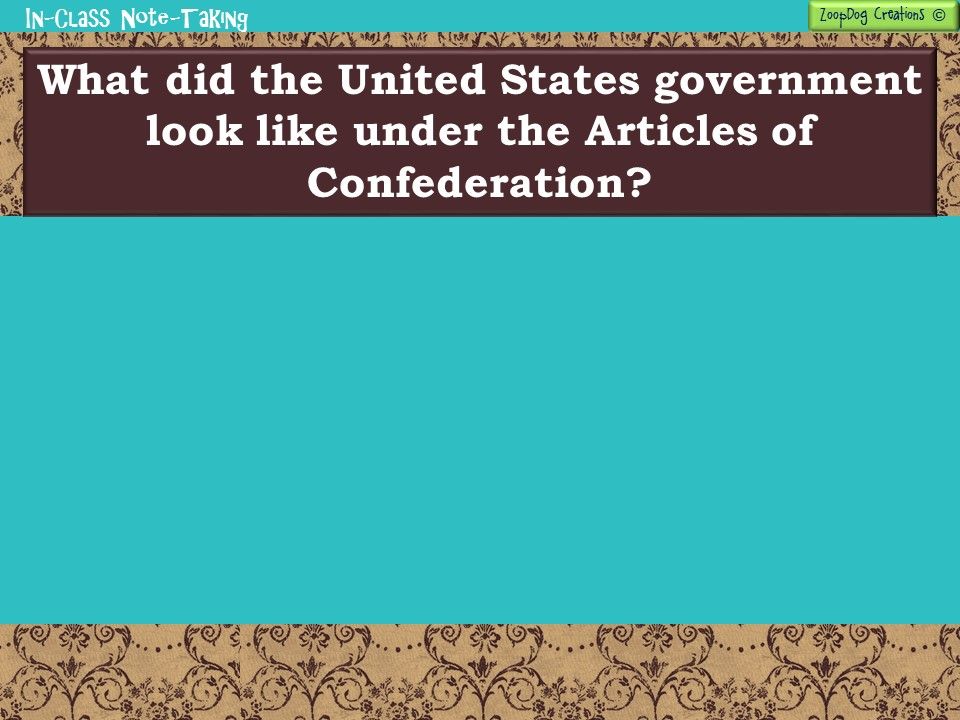 In-Class Note-Taking
ZoopDog Creations ©
What did the United States government
look like under the Articles of
Confederation?